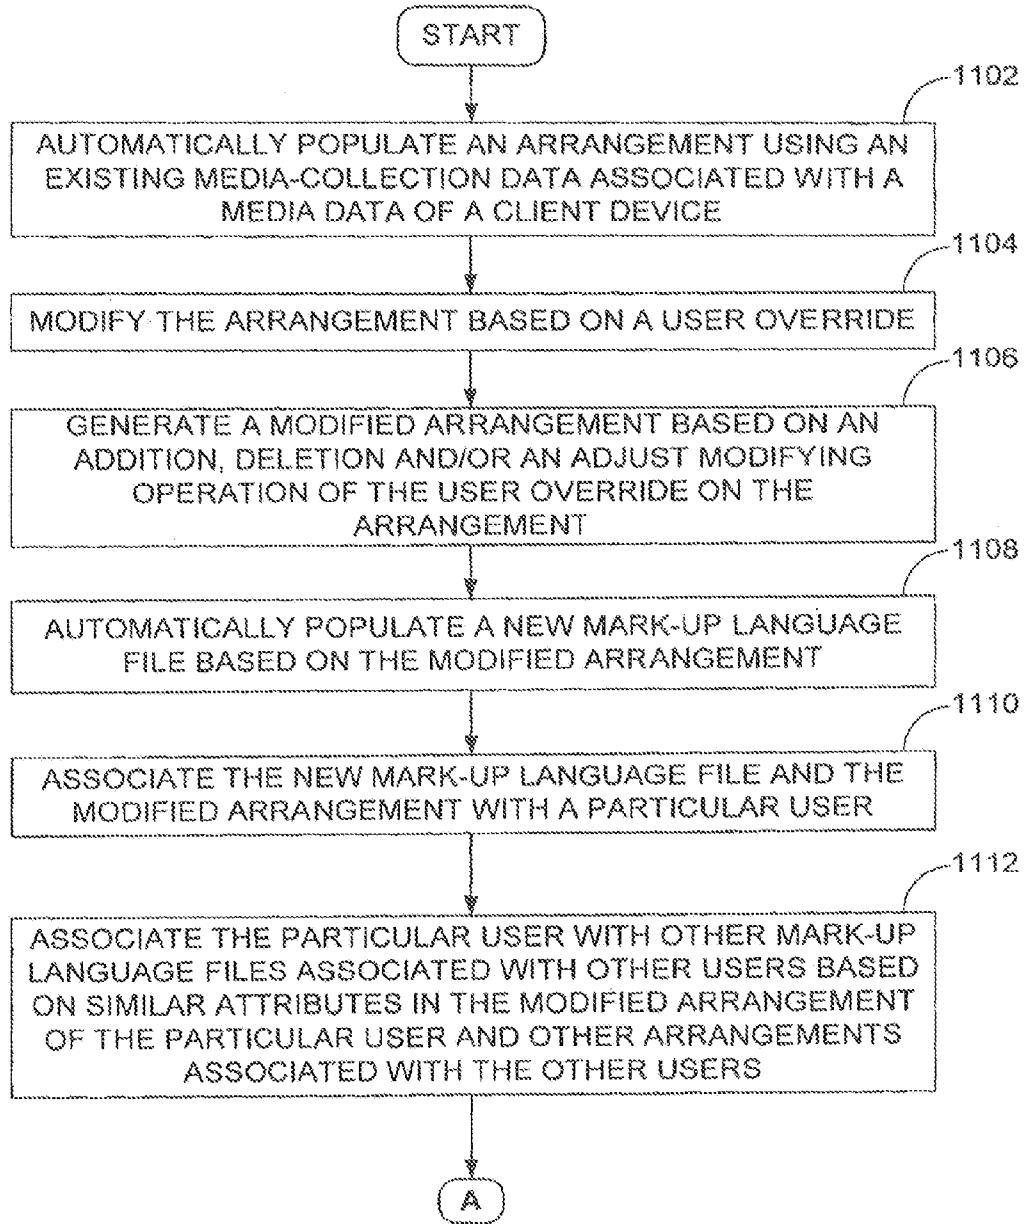 START
1102
AUTOMATICALLY POPULATE AN ARRANGEMENT USING AN
EXISTING MEDIA-COLLECTION DATA ASSOCIATED WITH A
MEDIA DATA OF A CLIENT DEVICE
1104
MODIFY THE ARRANGEMENT BASED ON A USER OVERRIDE
1106
GENERATE A MODIFIED ARRANGEMENT BASED ON AN
ADDITION, DELETION AND/OR AN ADJUST MODIFYING
OPERATION OF THE USER OVERRIDE ON THE
ARRANGEMENT
1108
AUTOMATICALLY POPULATE A NEW MARK-UP LANGUAGE
FILE BASED ON THE MODIFIED ARRANGEMENT
1110
ASSOCIATE THE NEW MARK-UP LANGUAGE FILE AND THE
MODIFIED ARRANGEMENT WITH A PARTICULAR USER
1112
ASSOCIATE THE PARTICULAR USER WITH OTHER MARK-UP
LANGUAGE FILES ASSOCIATED WITH OTHER USERS BASED
ON SIMILAR ATTRIBUTES IN THE MODIFIED ARRANGEMENT
OF THE PARTICULAR USER AND OTHER ARRANGEMENTS
ASSOCIATED WITH THE OTHER USERS
A